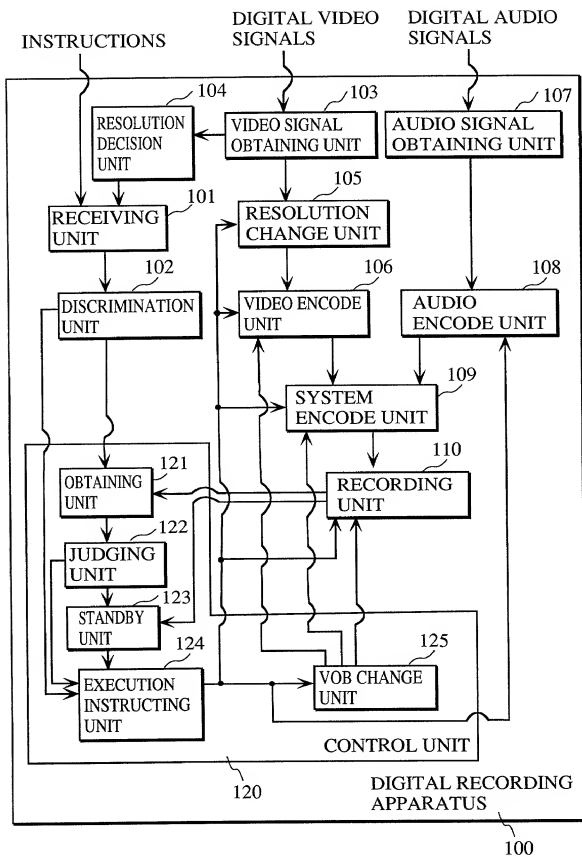 INSTRUCTIONS
DIGITAL VIDEO
SIGNALS
DIGITAL AUDIO
SIGNALS
104
RESOLUTION
DECISION
UNIT
103
VIDEO SIGNAL
OBTAINING UNIT
107
AUDIO SIGNAL
OBTAINING UNIT
101
RECEIVING
UNIT
105
RESOLUTION
CHANGE UNIT
102
DISCRIMINATION
UNIT
106
VIDEO ENCODE
UNIT
108
AUDIO
ENCODE UNIT
109
SYSTEM
ENCODE UNIT
121
OBTAINING
UNIT
110
RECORDING
UNIT
122
JUDGING
UNIT
123
STANDBY
UNIT
124
EXECUTION
INSTRUCTING
UNIT
125
VOB CHANGE
UNIT
CONTROL UNIT
120
DIGITAL RECORDING
APPARATUS
100